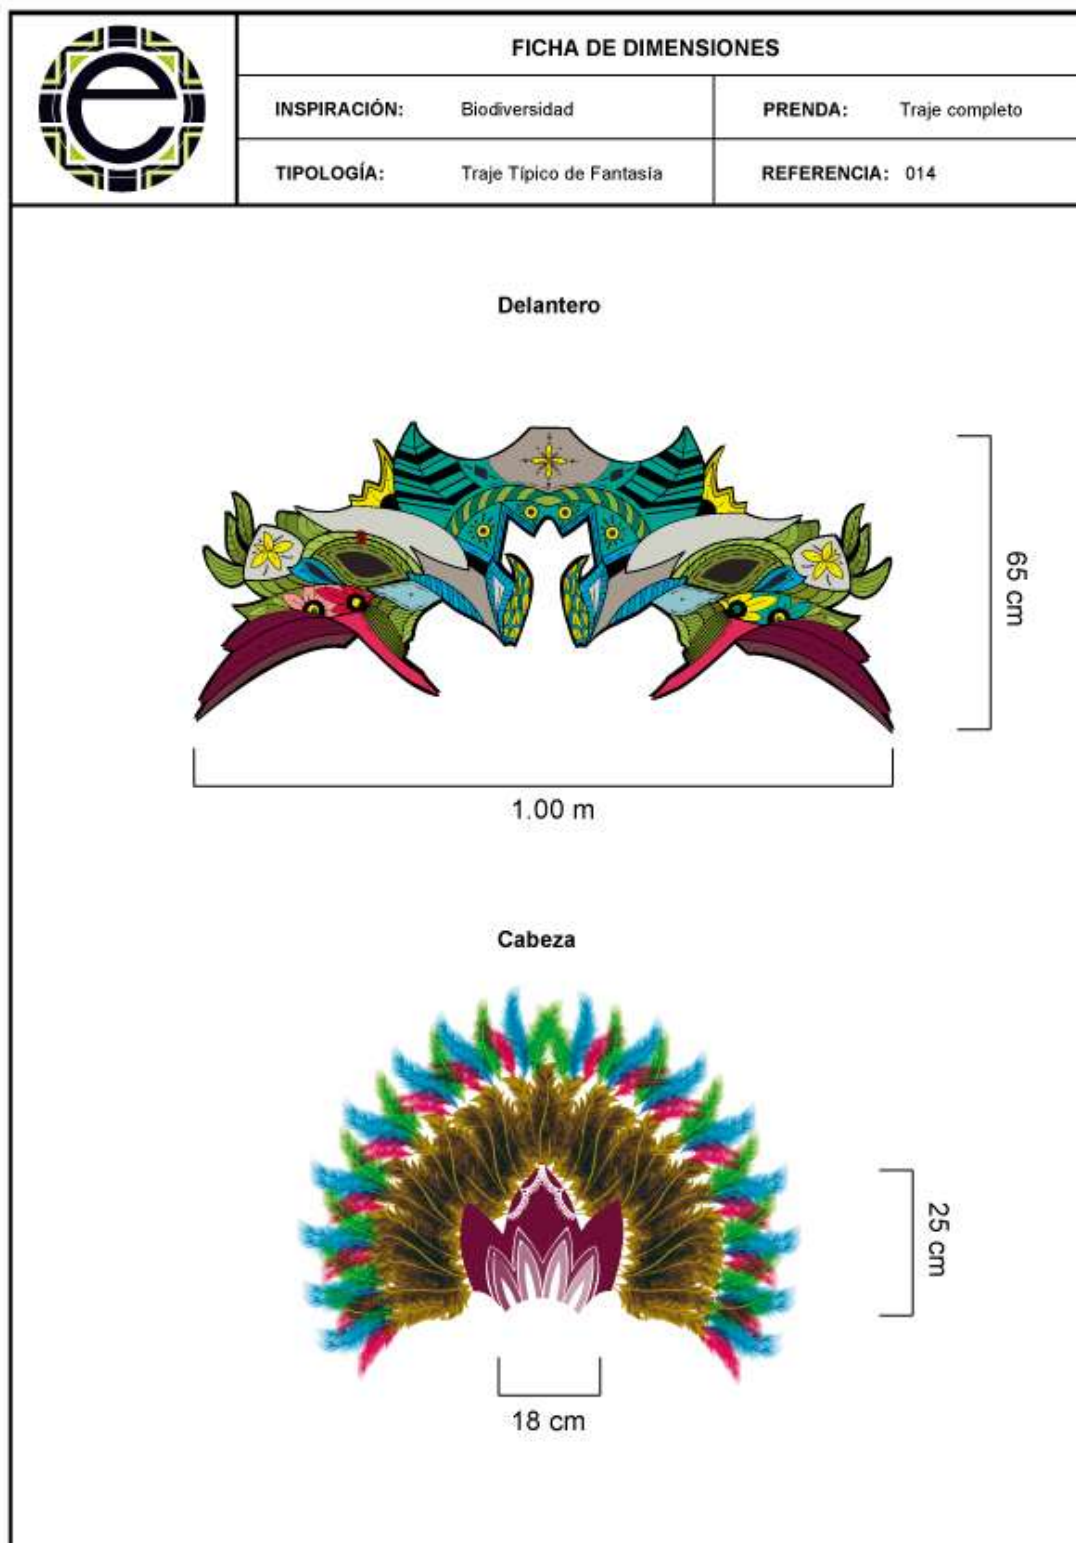 e
FICHA DE DIMENSIONES
INSPIRACIÓN: Biodiversidad
PRENDA: Traje completo
TIPOLOGÍA: Traje Típico de Fantasía
REFERENCIA: 014
Delantero
65 cm
1.00 m
Cabeza
25 cm
18 cm